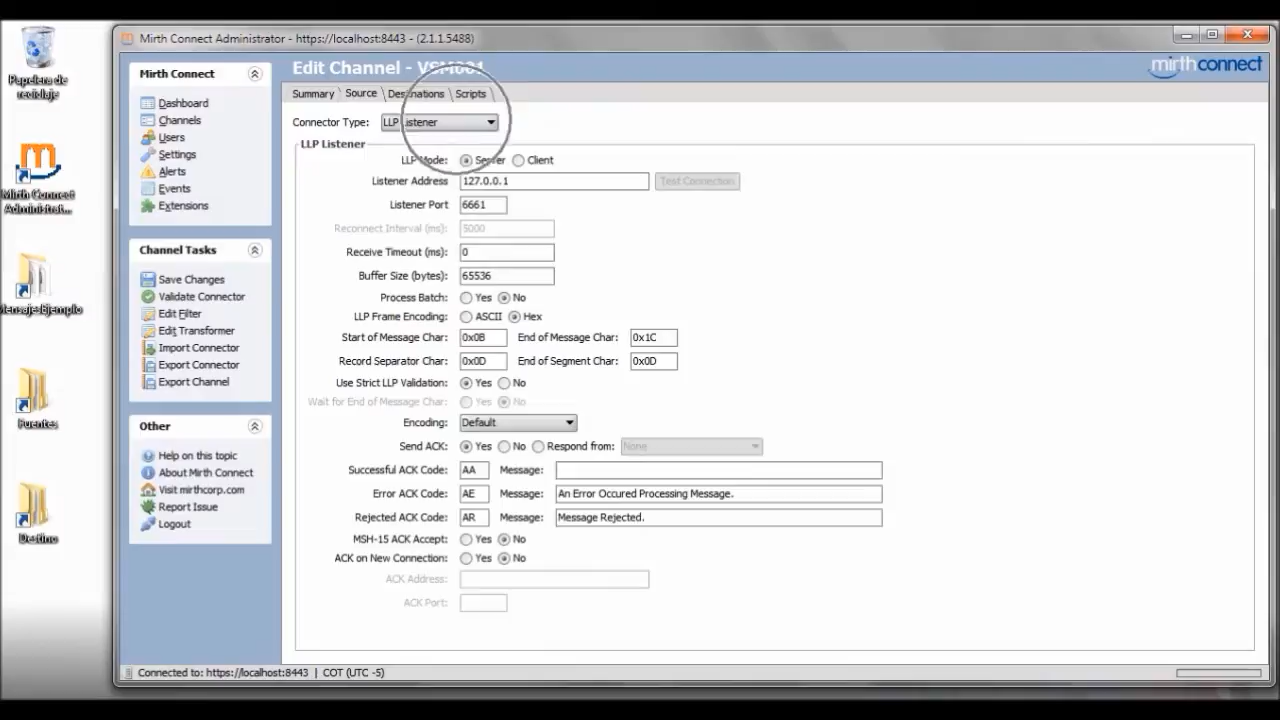 Papelera de
reciclaje
Mirth Connect
Administrat...
MensajeEjemplo
Fuentes
Destino
Mirth Connect Administrator - https://localhost:8443 - (2.1.1.5488)
Mirth Connect
Dashboard
Channels
Users
Settings
Alerts
Events
Extensions
Channel Tasks
Save Changes
Validate Connector
Edit Filter
Edit Transformer
Import Connector
Export Connector
Export Channel
Other
Help on this topic
About Mirth Connect
Visit mirthcorp.com
Report Issue
Logout
Edit Channel - VSM001
mirthconnect
Summary Source Destinations Scripts
Connector Type: LLP Listener
LLP Listener
LLP Mode: Server Client
Listener Address 127.0.0.1 Test Connection
Listener Port 6661
Reconnect Interval (ms): 5000
Receive Timeout (ms): 0
Buffer Size (bytes): 65536
Process Batch: Yes No
LLP Frame Encoding: ASCII Hex
Start of Message Char: 0x0B End of Message Char: 0x1C
Record Separator Char: 0x0D End of Segment Char: 0x0D
Use Strict LLP Validation: Yes No
Wait for End of Message Char: Yes No
Encoding: Default
Send ACK: Yes No Respond from: None
Successful ACK Code: AA Message:
Error ACK Code: AE Message: An Error Occured Processing Message.
Rejected ACK Code: AR Message: Message Rejected.
MSH-15 ACK Accept: Yes No
ACK on New Connection: Yes No
ACK Address:
ACK Port:
Connected to: https://localhost:8443 | COT (UTC -5)